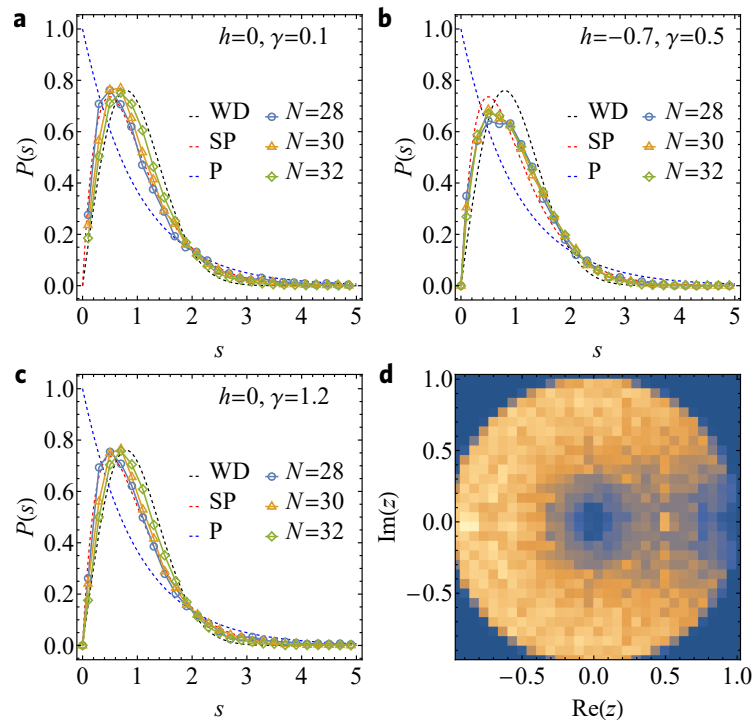 a
h=0, γ=0.1
WD N=28
SP N=30
P N=32
P(s)
1.0
0.8
0.6
0.4
0.2
0.0
0 1 2 3 4 5
s
b
h=−0.7, γ=0.5
WD N=28
SP N=30
P N=32
P(s)
1.0
0.8
0.6
0.4
0.2
0.0
0 1 2 3 4 5
s
c
h=0, γ=1.2
WD N=28
SP N=30
P N=32
P(s)
1.0
0.8
0.6
0.4
0.2
0.0
0 1 2 3 4 5
s
d
Im(z)
1.0
0.5
0.0
−0.5
−0.5 0.0 0.5 1.0
Re(z)